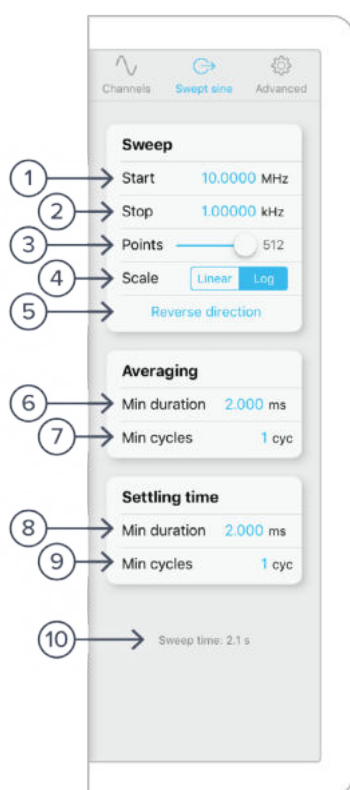 Channels Swept sine Advanced
Sweep
1 Start 10.0000 MHz
2 Stop 1.00000 kHz
3 Points 512
4 Scale Linear Log
5 Reverse direction
Averaging
6 Min duration 2.000 ms
7 Min cycles 1 cyc
Settling time
8 Min duration 2.000 ms
9 Min cycles 1 cyc
10 Sweep time: 2.1 s